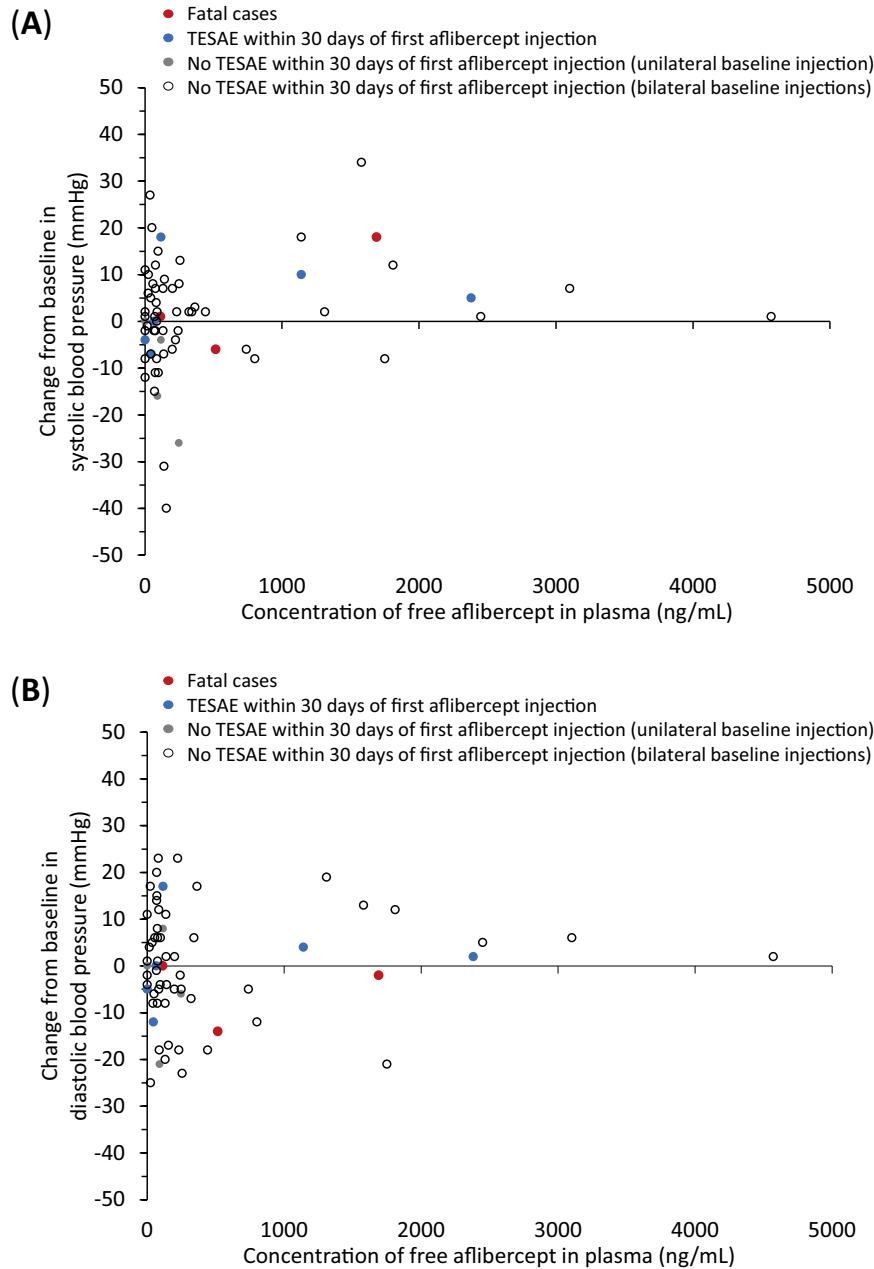 (A)
Fatal cases
TESAE within 30 days of first aflibercept injection
No TESAE within 30 days of first aflibercept injection (unilateral baseline injection)
No TESAE within 30 days of first aflibercept injection (bilateral baseline injections)
50
40
30
20
10
0
-10
-20
-30
-40
-50
Change from baseline in
systolic blood pressure (mmHg)
0 1000 2000 3000 4000 5000
Concentration of free aflibercept in plasma (ng/mL)
(B)
Fatal cases
TESAE within 30 days of first aflibercept injection
No TESAE within 30 days of first aflibercept injection (unilateral baseline injection)
No TESAE within 30 days of first aflibercept injection (bilateral baseline injections)
50
40
30
20
10
0
-10
-20
-30
-40
-50
Change from baseline in
diastolic blood pressure (mmHg)
0 1000 2000 3000 4000 5000
Concentration of free aflibercept in plasma (ng/mL)